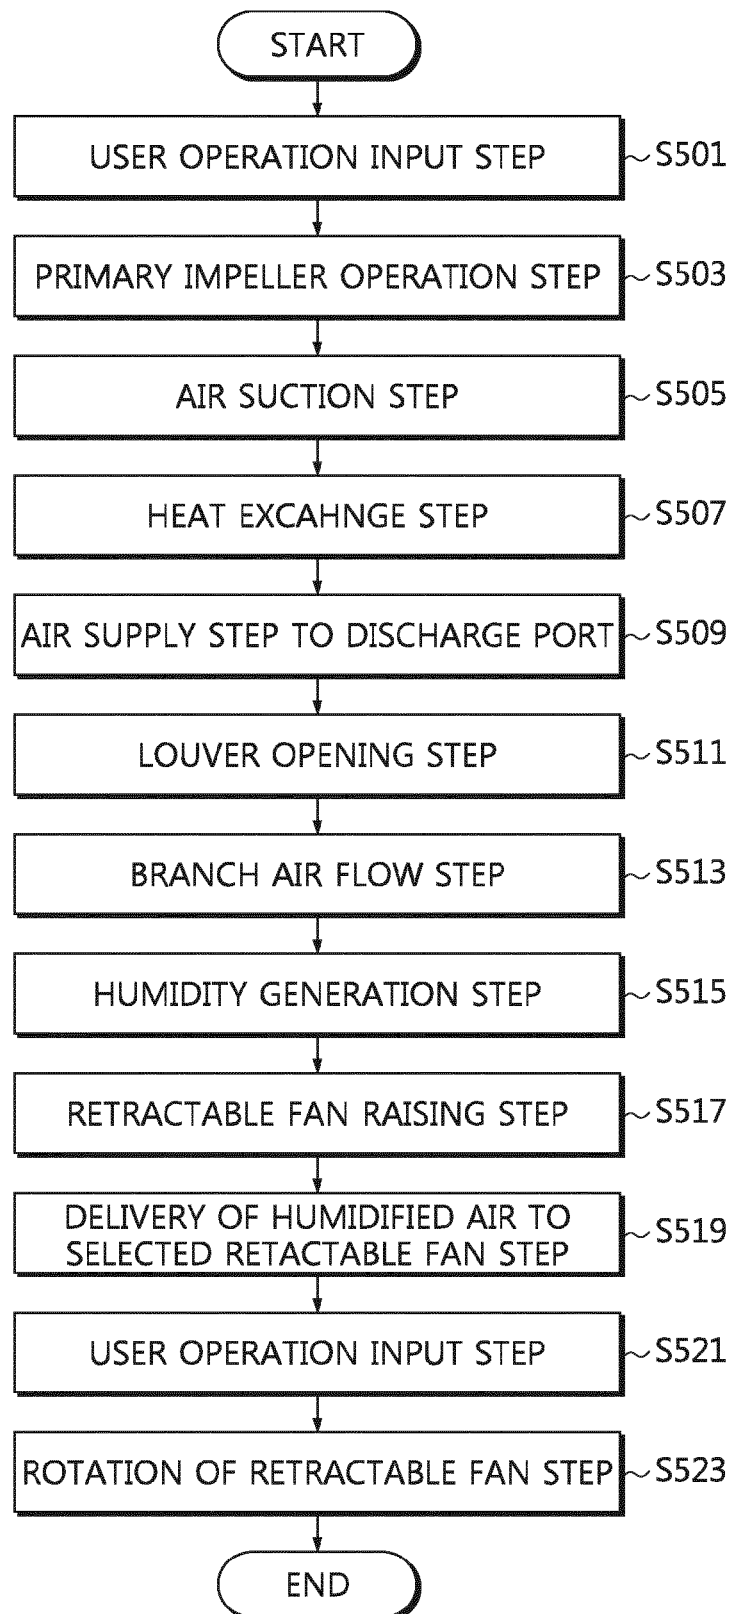 START
USER OPERATION INPUT STEP
S501
PRIMARY IMPELLER OPERATION STEP
S503
AIR SUCTION STEP
S505
HEAT EXCAHNGE STEP
S507
AIR SUPPLY STEP TO DISCHARGE PORT
S509
LOUVER OPENING STEP
S511
BRANCH AIR FLOW STEP
S513
HUMIDITY GENERATION STEP
S515
RETRACTABLE FAN RAISING STEP
S517
DELIVERY OF HUMIDIFIED AIR TO
SELECTED RETACTABLE FAN STEP
S519
USER OPERATION INPUT STEP
S521
ROTATION OF RETRACTABLE FAN STEP
S523
END